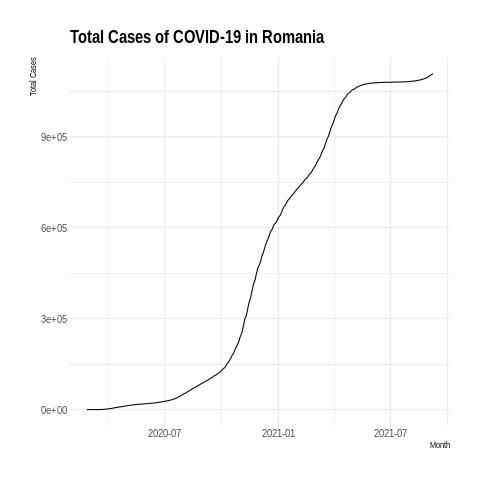 Total Cases of COVID-19 in Romania
Total Cases
9e+05
6e+05
3e+05
0e+00
2020-07 2021-01 2021-07
Month